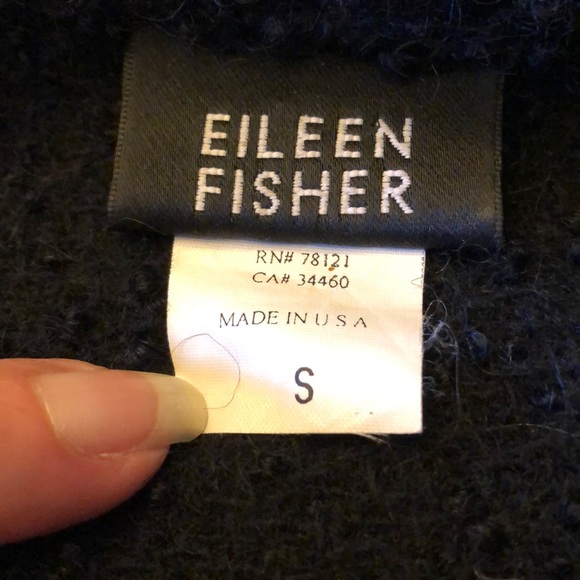 EILEEN
FISHER
RN# 78121
CA# 34460
MADE IN U S A
S